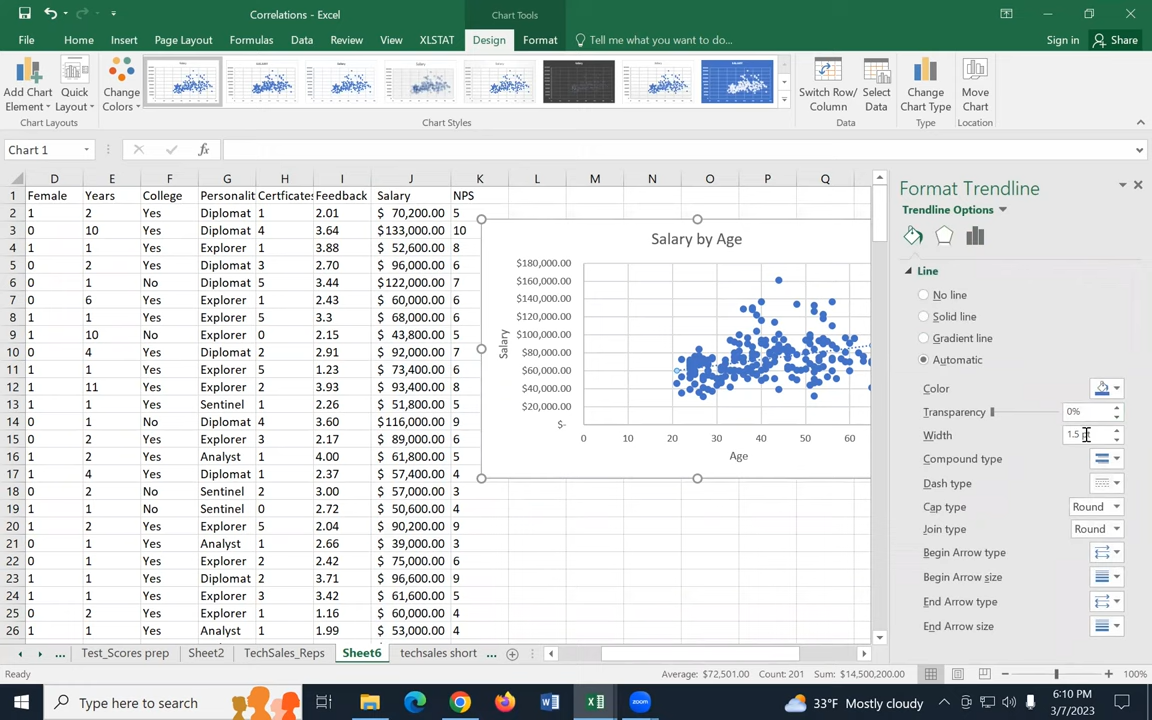 Correlations - Excel
Chart Tools
File Home Insert Page Layout Formulas Data Review View XLSTAT Design Format Tell me what you want to do... Sign in Share
Add Chart Element
Quick Layout
Change Colors
Switch Row/ Column
Select Data
Change Chart Type
Move Chart
Chart Layouts
Chart Styles
Data
Type
Location
Chart 1
fx
D E F G H I J K L M N O P Q
1 Female Years College Personalit Certficates Feedback Salary NPS
2 1 2 Yes Diplomat 1 2.01 $ 70,200.00 5
3 0 10 Yes Diplomat 4 3.64 $133,000.00 10
4 1 1 Yes Explorer 1 3.88 $ 52,600.00 8
5 0 2 Yes Diplomat 3 2.70 $ 96,000.00 6
6 0 1 No Diplomat 5 3.44 $122,000.00 7
7 0 6 Yes Explorer 1 2.43 $ 60,000.00 6
8 1 1 Yes Explorer 5 3.3 $ 68,000.00 6
9 1 10 No Explorer 0 2.15 $ 43,800.00 5
10 0 4 Yes Diplomat 2 2.91 $ 92,000.00 7
11 1 1 Yes Explorer 5 1.23 $ 73,400.00 6
12 1 11 Yes Explorer 2 3.93 $ 93,400.00 8
13 1 1 Yes Sentinel 1 2.26 $ 51,800.00 5
14 0 1 No Diplomat 4 3.60 $116,000.00 9
15 0 2 Yes Explorer 3 2.17 $ 89,000.00 6
16 1 2 Yes Analyst 1 4.00 $ 61,800.00 5
17 1 4 Yes Explorer 1 2.37 $ 57,400.00 4
18 0 2 No Sentinel 2 3.00 $ 57,000.00 3
19 1 1 No Sentinel 0 2.72 $ 50,600.00 4
20 1 2 Yes Explorer 5 2.04 $ 90,200.00 9
21 0 1 Yes Analyst 1 2.66 $ 39,000.00 3
22 0 2 Yes Explorer 2 2.42 $ 75,000.00 6
23 1 1 Yes Diplomat 2 3.71 $ 96,600.00 9
24 1 1 Yes Explorer 3 3.42 $ 61,600.00 5
25 0 2 Yes Explorer 1 1.16 $ 60,000.00 4
26 1 1 Yes Analyst 1 1.99 $ 53,000.00 4
Salary by Age
$180,000.00
$160,000.00
$140,000.00
$120,000.00
$100,000.00
$80,000.00
$60,000.00
$40,000.00
$20,000.00
$-
Salary
0 10 20 30 40 50 60
Age
Format Trendline
Trendline Options
Line
No line
Solid line
Gradient line
Automatic
Color
Transparency 0%
Width 1.5 pt
Compound type
Dash type
Cap type Round
Join type Round
Begin Arrow type
Begin Arrow size
End Arrow type
End Arrow size
... Test_Scores prep Sheet2 TechSales_Reps Sheet6 techsales short ...
Ready Average: $72,501.00 Count: 201 Sum: $14,500,200.00 100%
Type here to search
33°F Mostly cloudy
6:10 PM
3/7/2023